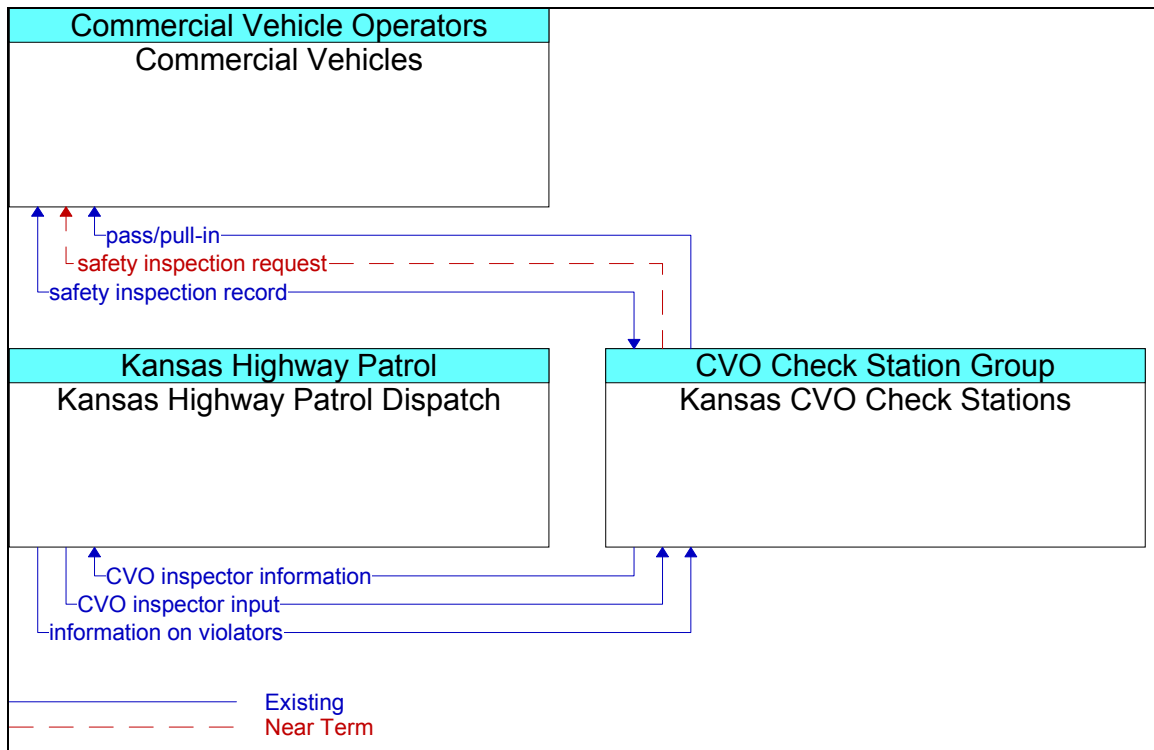 Commercial Vehicle Operators
Commercial Vehicles
pass/pull-in
safety inspection request
safety inspection record
Kansas Highway Patrol
Kansas Highway Patrol Dispatch
CVO Check Station Group
Kansas CVO Check Stations
CVO inspector information
CVO inspector input
information on violators
Existing
Near Term